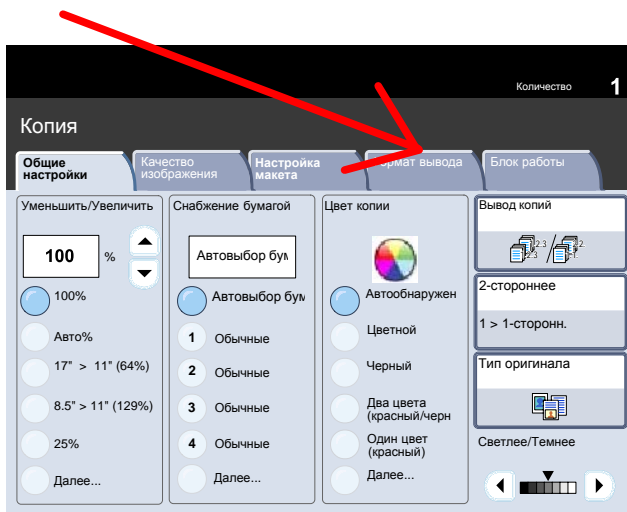 Количество 1
Копия
Общие настройки
Качество изображения
Настройка макета
вывода
Блок работы
Уменьшить/Увеличить
100 %
100%
Авто%
17" > 11" (64%)
8.5" > 11" (129%)
25%
Далее...
Снабжение бумагой
Автовыбор бум
Автовыбор бум
1 Обычные
2 Обычные
3 Обычные
4 Обычные
Далее...
Цвет копии
Автообнаружен
Цветной
Черный
Два цвета
(красный/черн
Один цвет
(красный)
Далее...
Вывод копий
2-стороннее
1 > 1-сторонн.
Тип оригинала
Светлее/Темнее